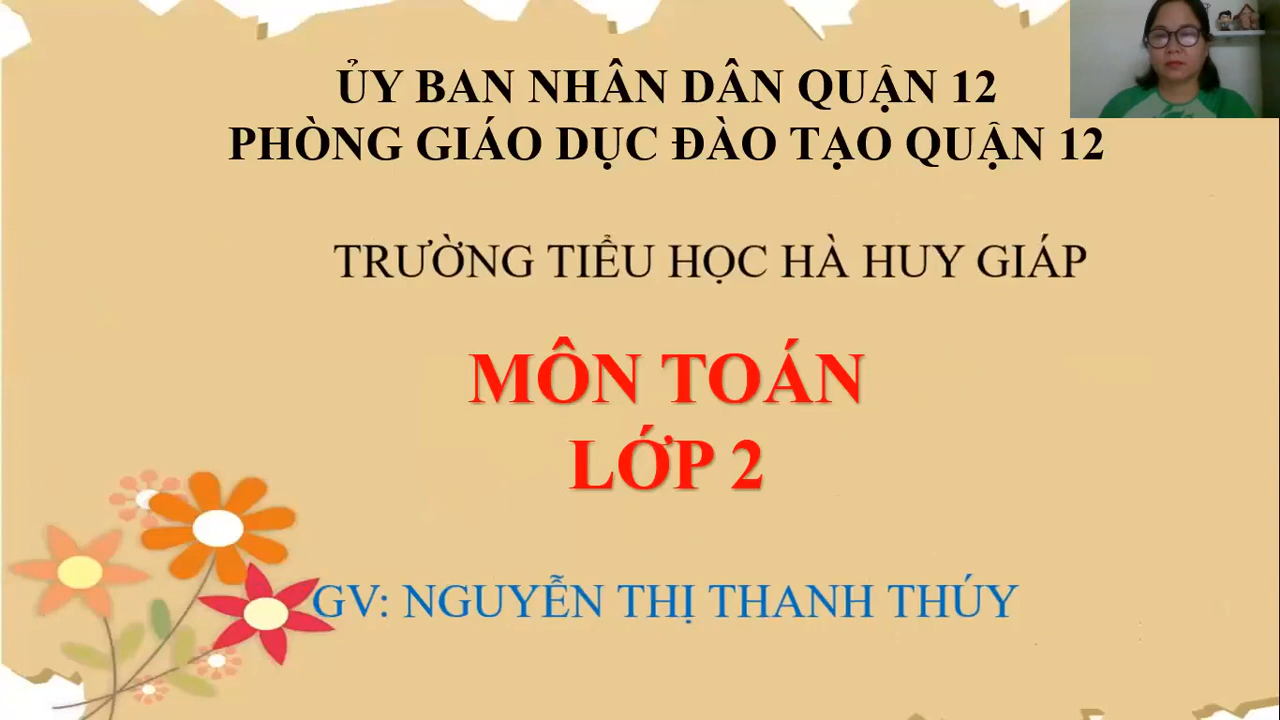 ỦY BAN NHÂN DÂN QUẬN 12
PHÒNG GIÁO DỤC ĐÀO TẠO QUẬN 12
TRƯỜNG TIỂU HỌC HÀ HUY GIÁP
MÔN TOÁN
LỚP 2
GV: NGUYỄN THỊ THANH THÚY